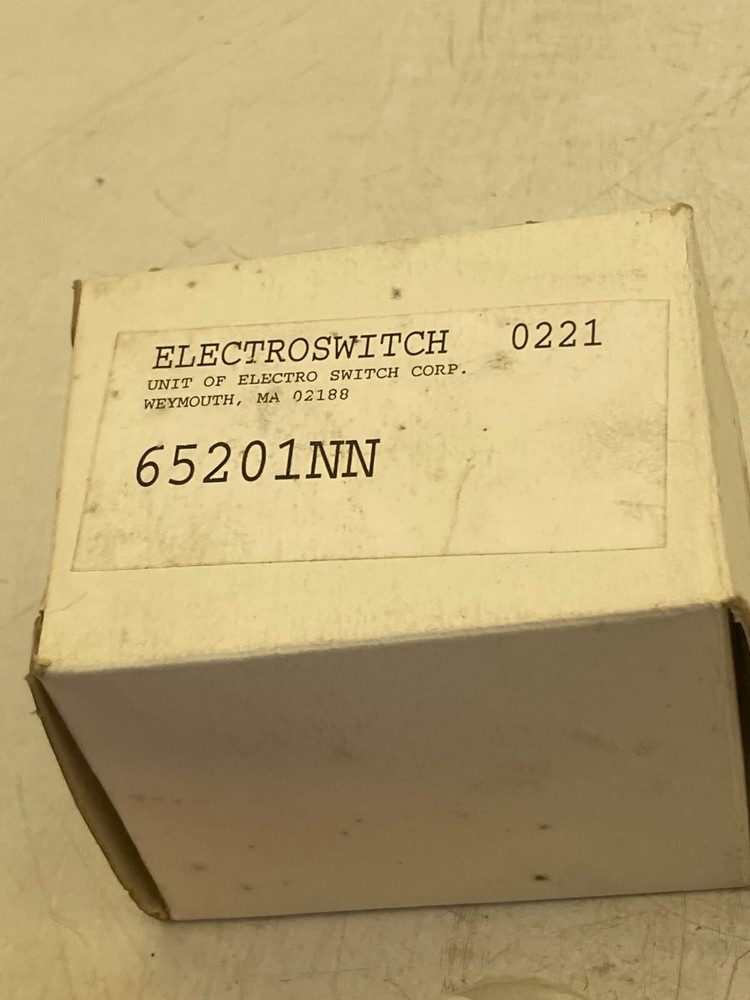 ELECTROSWITCH 0221
UNIT OF ELECTRO SWITCH CORP.
WEYMOUTH, MA 02188
65201NN